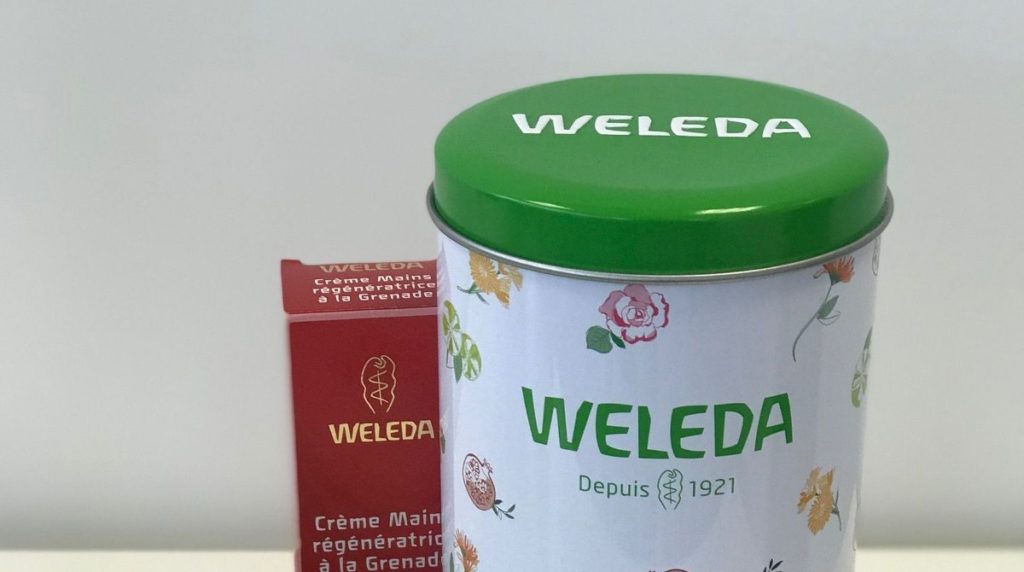 WELEDA
WELEDA
Crème Mains
régénératrice
à la Grenade
WELEDA
Crème Main
régénératric
à la Grenad
WELEDA
Depuis 1921